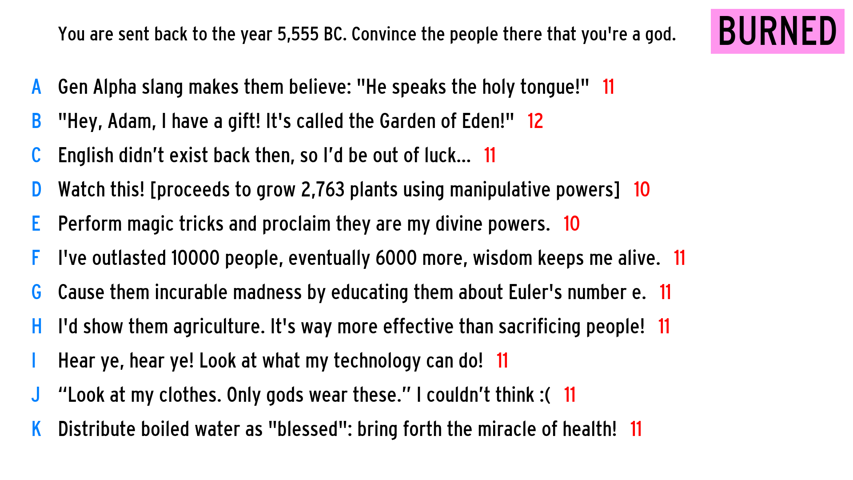 You are sent back to the year 5,555 BC. Convince the people there that you're a god.
BURNED
A Gen Alpha slang makes them believe: "He speaks the holy tongue!" 11
B "Hey, Adam, I have a gift! It's called the Garden of Eden!" 12
C English didn’t exist back then, so I’d be out of luck... 11
D Watch this! [proceeds to grow 2,763 plants using manipulative powers] 10
E Perform magic tricks and proclaim they are my divine powers. 10
F I've outlasted 10000 people, eventually 6000 more, wisdom keeps me alive. 11
G Cause them incurable madness by educating them about Euler's number e. 11
H I'd show them agriculture. It's way more effective than sacrificing people! 11
I Hear ye, hear ye! Look at what my technology can do! 11
J “Look at my clothes. Only gods wear these.” I couldn’t think :( 11
K Distribute boiled water as "blessed": bring forth the miracle of health! 11